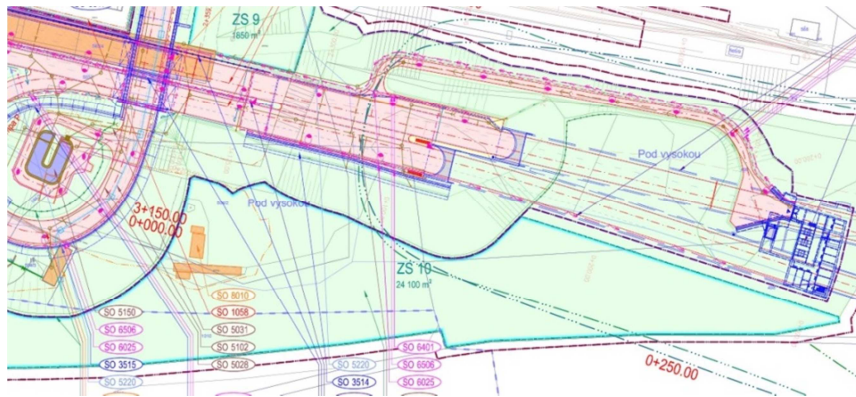 ZS 9
1850 m²
Pod vysokou
Pod vysokou
3+150.00
0+000.00
ZS 10
24 100 m²
SO 5150
SO 8010
SO 6506
SO 1058
SO 6025
SO 5031
SO 6401
SO 3515
SO 5102
SO 5220
SO 6506
SO 5220
SO 5028
SO 3514
SO 6025
0+250.00